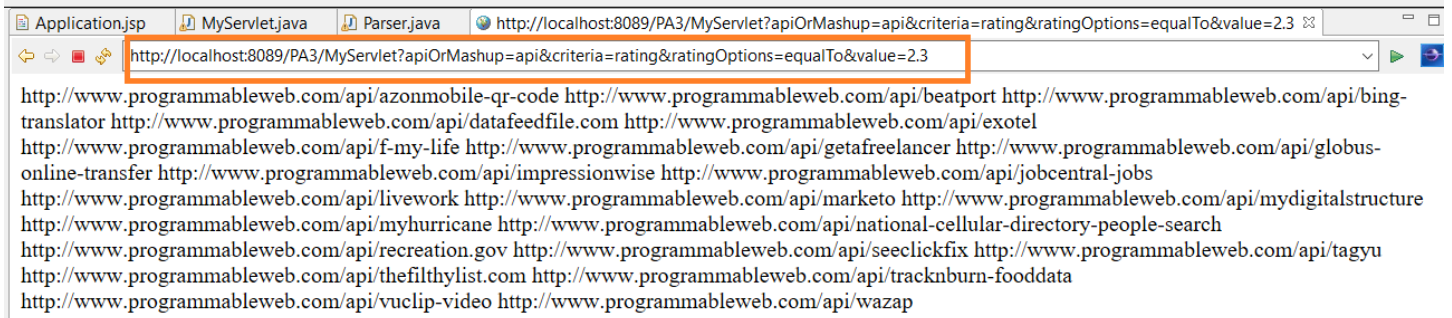 Application.jsp MyServlet.java Parser.java http://localhost:8089/PA3/MyServlet?apiOrMashup=api&criteria=rating&ratingOptions=equalTo&value=2.3
http://localhost:8089/PA3/MyServlet?apiOrMashup=api&criteria=rating&ratingOptions=equalTo&value=2.3
http://www.programmableweb.com/api/azonmobile-qr-code http://www.programmableweb.com/api/beatport http://www.programmableweb.com/api/bing-
translator http://www.programmableweb.com/api/datafeedfile.com http://www.programmableweb.com/api/exotel
http://www.programmableweb.com/api/f-my-life http://www.programmableweb.com/api/getafreelancer http://www.programmableweb.com/api/globus-
online-transfer http://www.programmableweb.com/api/impressionwise http://www.programmableweb.com/api/jobcentral-jobs
http://www.programmableweb.com/api/livework http://www.programmableweb.com/api/marketo http://www.programmableweb.com/api/mydigitalstructure
http://www.programmableweb.com/api/myhurricane http://www.programmableweb.com/api/national-cellular-directory-people-search
http://www.programmableweb.com/api/recreation.gov http://www.programmableweb.com/api/seeclickfix http://www.programmableweb.com/api/tagyu
http://www.programmableweb.com/api/thefilthylist.com http://www.programmableweb.com/api/tracknburn-fooddata
http://www.programmableweb.com/api/vuclip-video http://www.programmableweb.com/api/wazap